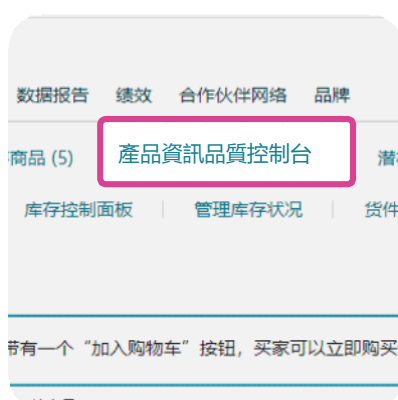 数据报告 绩效 合作伙伴网络 品牌
商品 (5) 產品資訊品質控制台 潜
库存控制面板 管理库存状况 货件
带有一个“加入购物车”按钮，买家可以立即购买